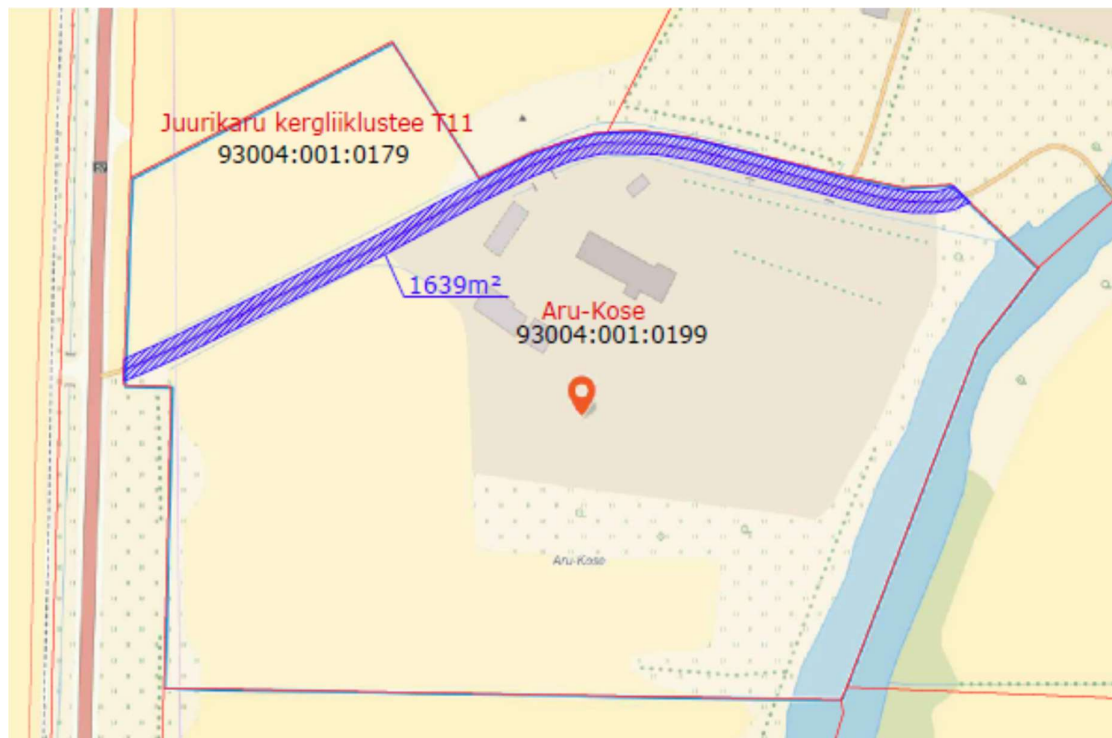 Juurikaru kergliiklustee T11
93004:001:0179
1639m²
Aru-Kose
93004:001:0199
Aru-Kose